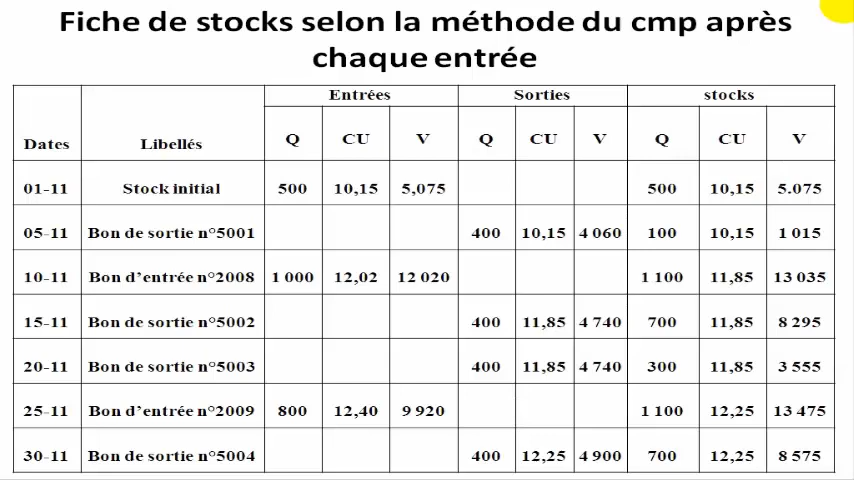 Fiche de stocks selon la méthode du cmp après
chaque entrée
Entrées Sorties stocks
Dates Libellés Q CU V Q CU V Q CU V
01-11 Stock initial 500 10,15 5,075 500 10,15 5.075
05-11 Bon de sortie n°5001 400 10,15 4 060 100 10,15 1 015
10-11 Bon d'entrée n°2008 1 000 12,02 12 020 1 100 11,85 13 035
15-11 Bon de sortie n°5002 400 11,85 4 740 700 11,85 8 295
20-11 Bon de sortie n°5003 400 11,85 4 740 300 11,85 3 555
25-11 Bon d'entrée n°2009 800 12,40 9 920 1 100 12,25 13 475
30-11 Bon de sortie n°5004 400 12,25 4 900 700 12,25 8 575